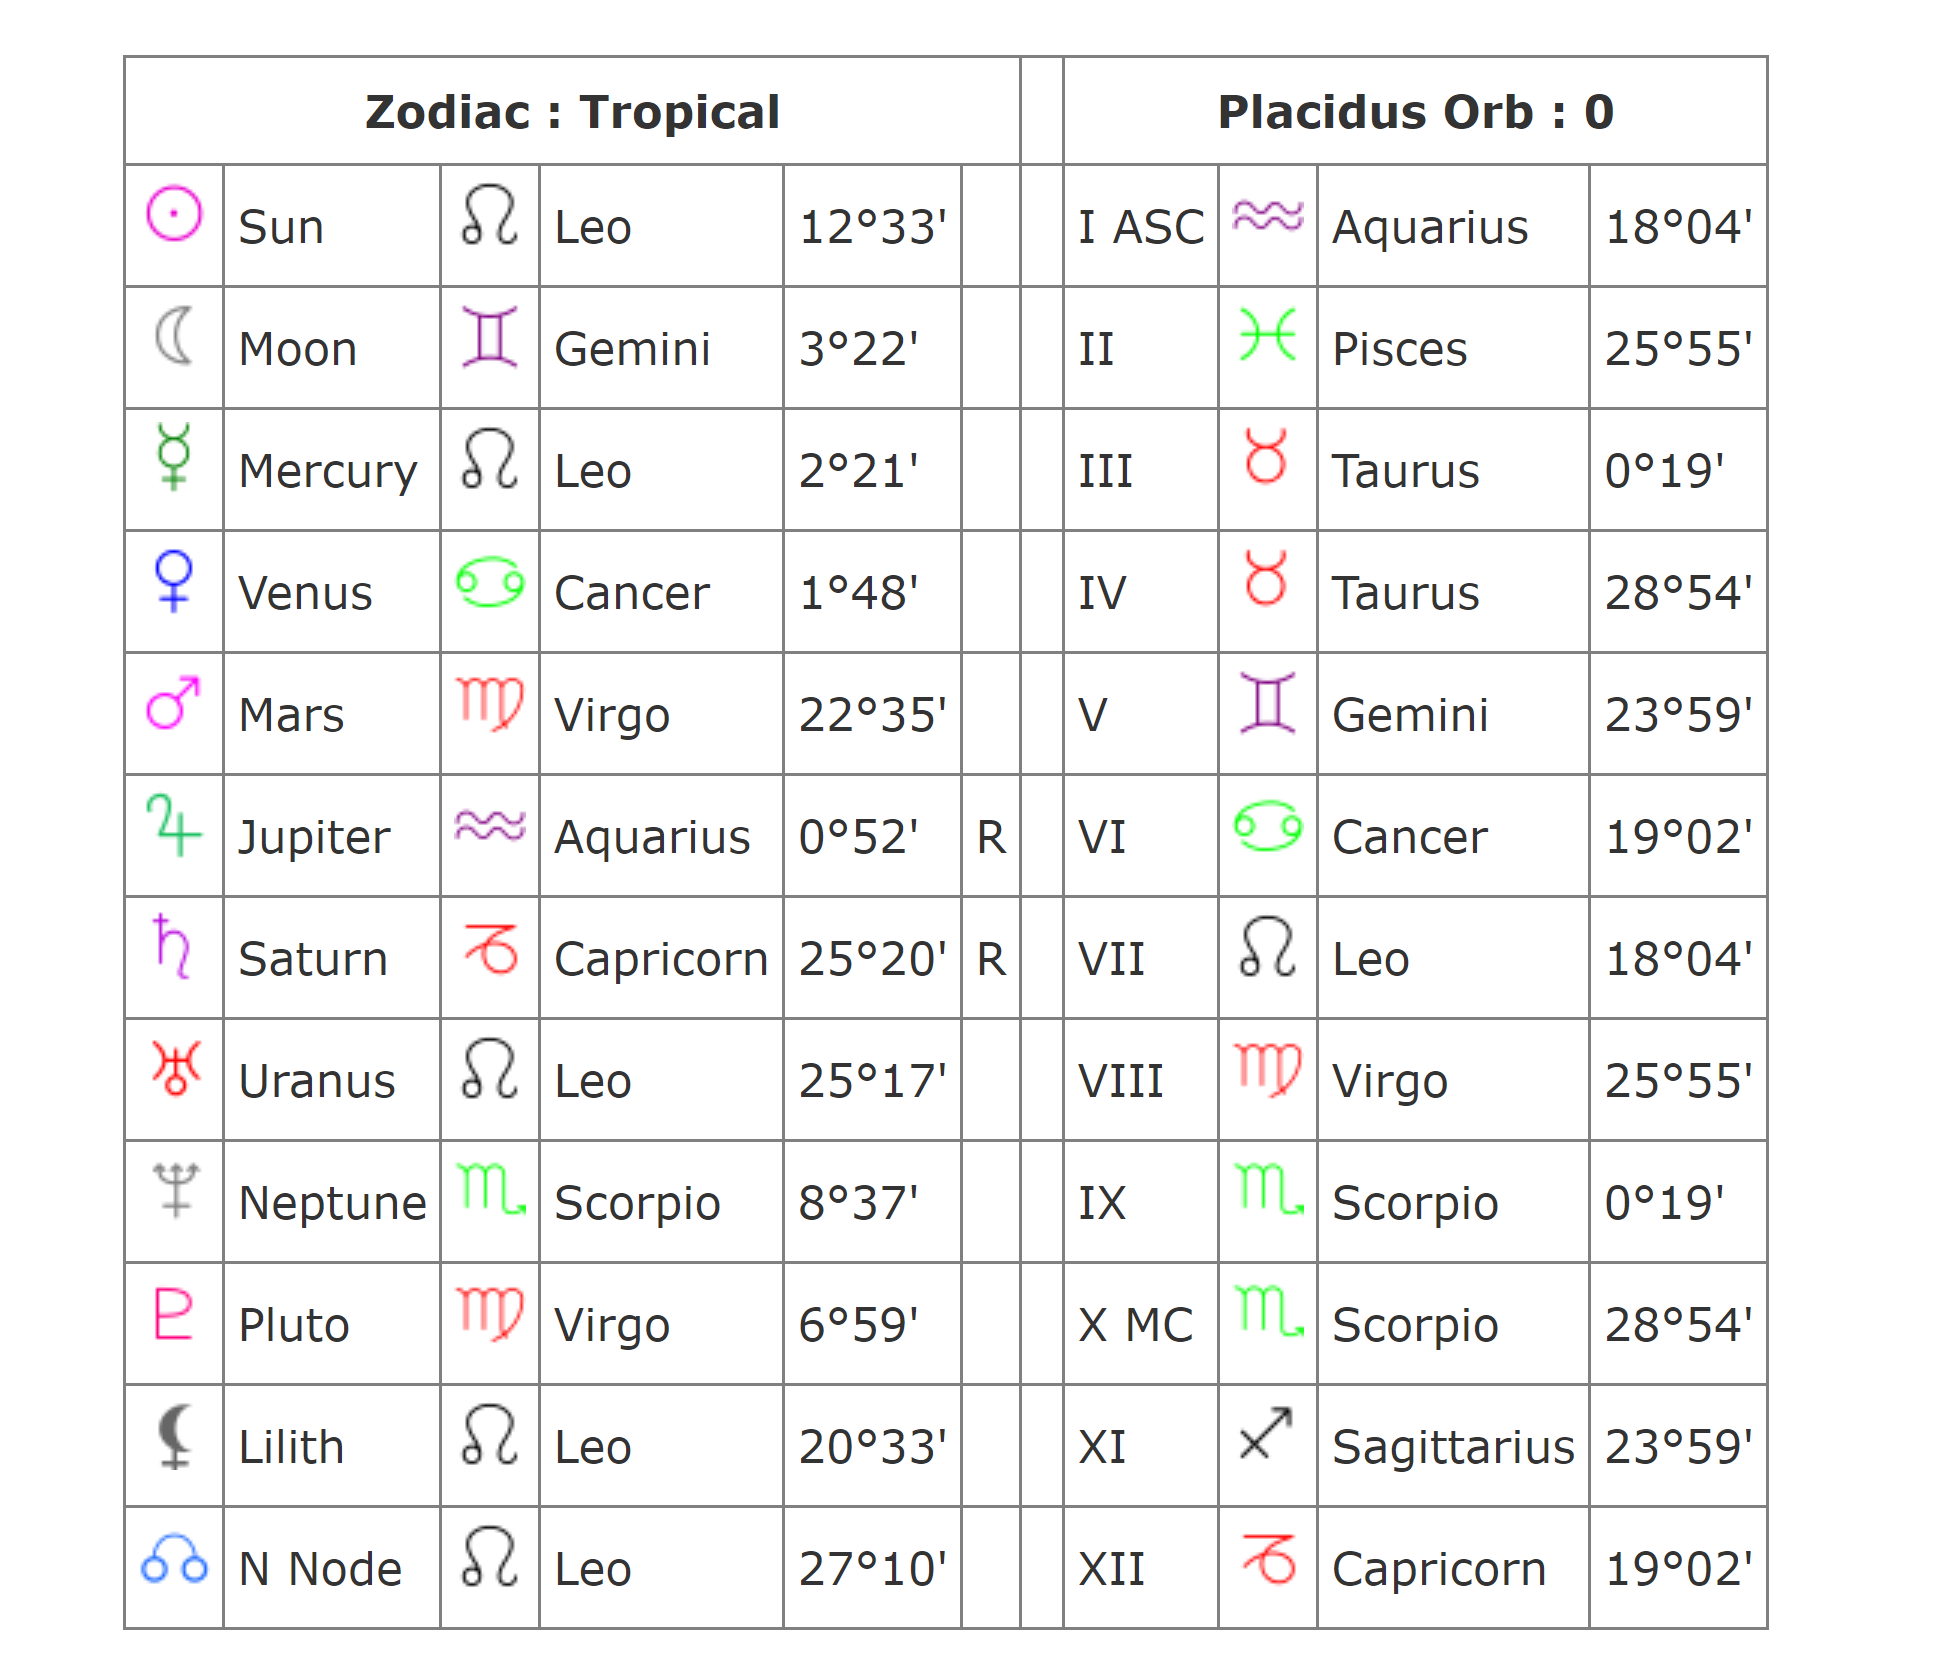 Zodiac : Tropical Placidus Orb : 0
Sun Leo 12°33' I ASC Aquarius 18°04'
Moon Gemini 3°22' II Pisces 25°55'
Mercury Leo 2°21' III Taurus 0°19'
Venus Cancer 1°48' IV Taurus 28°54'
Mars Virgo 22°35' V Gemini 23°59'
Jupiter Aquarius 0°52' R VI Cancer 19°02'
Saturn Capricorn 25°20' R VII Leo 18°04'
Uranus Leo 25°17' VIII Virgo 25°55'
Neptune Scorpio 8°37' IX Scorpio 0°19'
Pluto Virgo 6°59' X MC Scorpio 28°54'
Lilith Leo 20°33' XI Sagittarius 23°59'
N Node Leo 27°10' XII Capricorn 19°02'